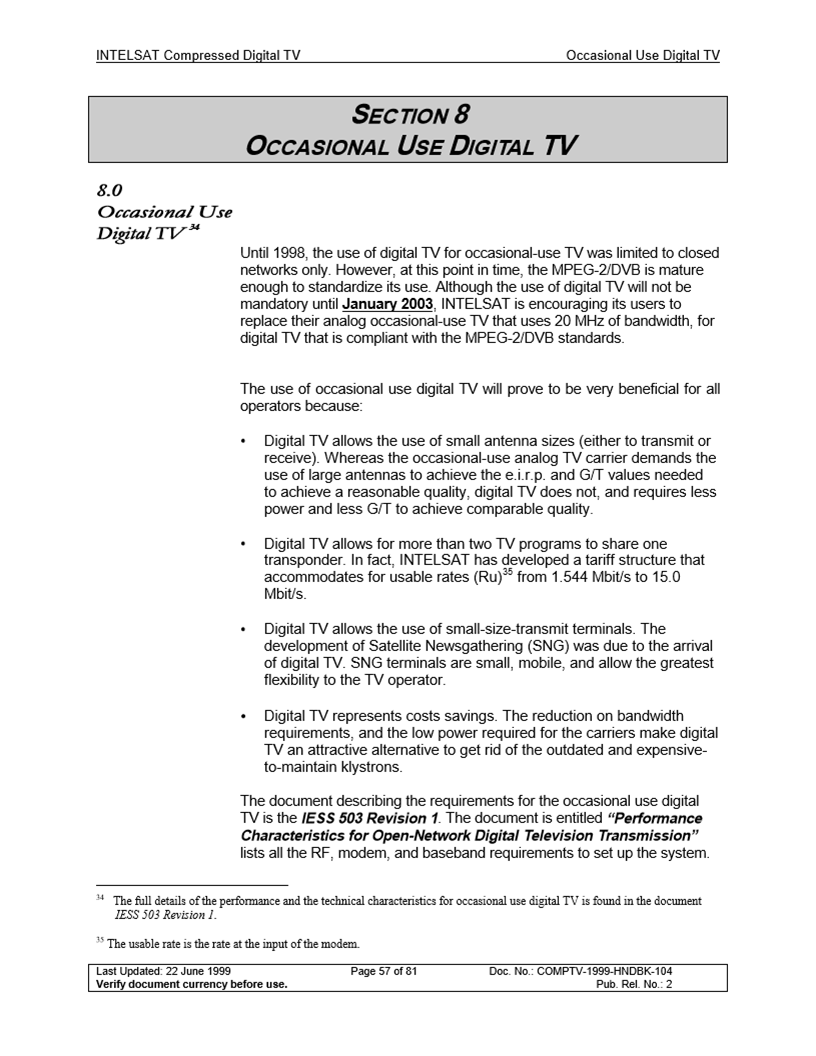 INTELSAT Compressed Digital TV Occasional Use Digital TV
SECTION 8
OCCASIONAL USE DIGITAL TV
8.0
Occasional Use
Digital TV 34
Until 1998, the use of digital TV for occasional-use TV was limited to closed
networks only. However, at this point in time, the MPEG-2/DVB is mature
enough to standardize its use. Although the use of digital TV will not be
mandatory until January 2003, INTELSAT is encouraging its users to
replace their analog occasional-use TV that uses 20 MHz of bandwidth, for
digital TV that is compliant with the MPEG-2/DVB standards.
The use of occasional use digital TV will prove to be very beneficial for all
operators because:
• Digital TV allows the use of small antenna sizes (either to transmit or
receive). Whereas the occasional-use analog TV carrier demands the
use of large antennas to achieve the e.i.r.p. and G/T values needed
to achieve a reasonable quality, digital TV does not, and requires less
power and less G/T to achieve comparable quality.
• Digital TV allows for more than two TV programs to share one
transponder. In fact, INTELSAT has developed a tariff structure that
accommodates for usable rates (Ru)35 from 1.544 Mbit/s to 15.0
Mbit/s.
• Digital TV allows the use of small-size-transmit terminals. The
development of Satellite Newsgathering (SNG) was due to the arrival
of digital TV. SNG terminals are small, mobile, and allow the greatest
flexibility to the TV operator.
• Digital TV represents costs savings. The reduction on bandwidth
requirements, and the low power required for the carriers make digital
TV an attractive alternative to get rid of the outdated and expensive-
to-maintain klystrons.
The document describing the requirements for the occasional use digital
TV is the IESS 503 Revision 1. The document is entitled “Performance
Characteristics for Open-Network Digital Television Transmission”
lists all the RF, modem, and baseband requirements to set up the system.
34 The full details of the performance and the technical characteristics for occasional use digital TV is found in the document
IESS 503 Revision 1.
35 The usable rate is the rate at the input of the modem.
Last Updated: 22 June 1999 Page 57 of 81 Doc. No.: COMPTV-1999-HNDBK-104
Verify document currency before use. Pub. Rel. No.: 2